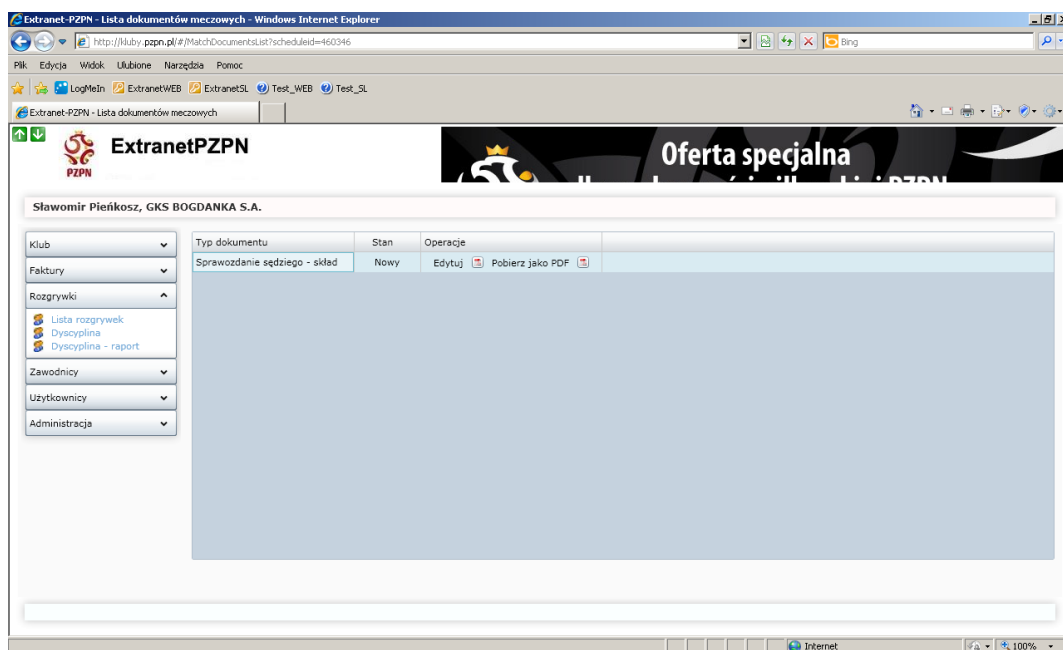 Extranet-PZPN - Lista dokumentów meczowych - Windows Internet Explorer
http://kluby.pzpn.pl/#/MatchDocumentsList?scheduleid=460346
Bing
Plik Edycja Widok Ulubione Narzędzia Pomoc
LogMeIn ExtranetWEB ExtranetSL Test_WEB Test_SL
Extranet-PZPN - Lista dokumentów meczowych
PZPN
ExtranetPZPN
Oferta specjalna
Sławomir Pieńkosz, GKS BOGDANKA S.A.
Klub
Faktury
Rozgrywki
Lista rozgrywek
Dyscyplina
Dyscyplina - raport
Zawodnicy
Użytkownicy
Administracja
Typ dokumentu Stan Operacje
Sprawozdanie sędziego - skład Nowy Edytuj Pobierz jako PDF
Internet 100%